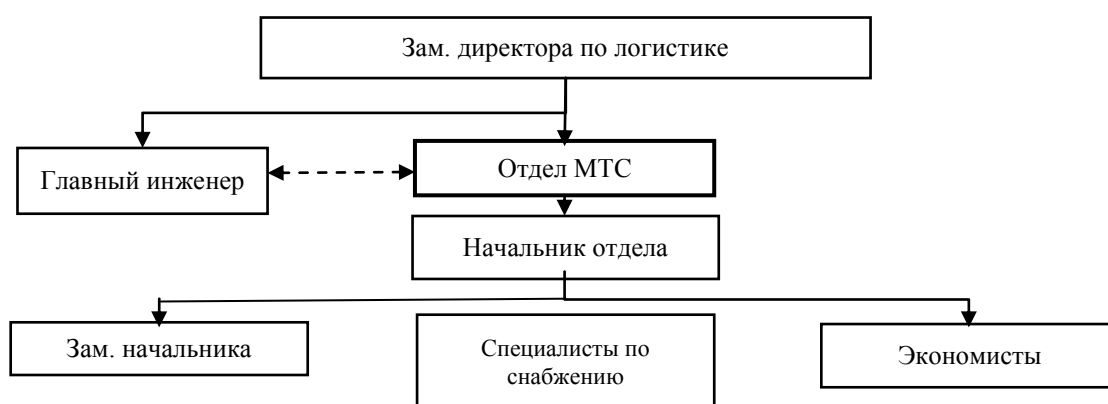 Зам. директора по логистике
Главный инженер
Отдел МТС
Начальник отдела
Зам. начальника
Специалисты по
снабжению
Экономисты